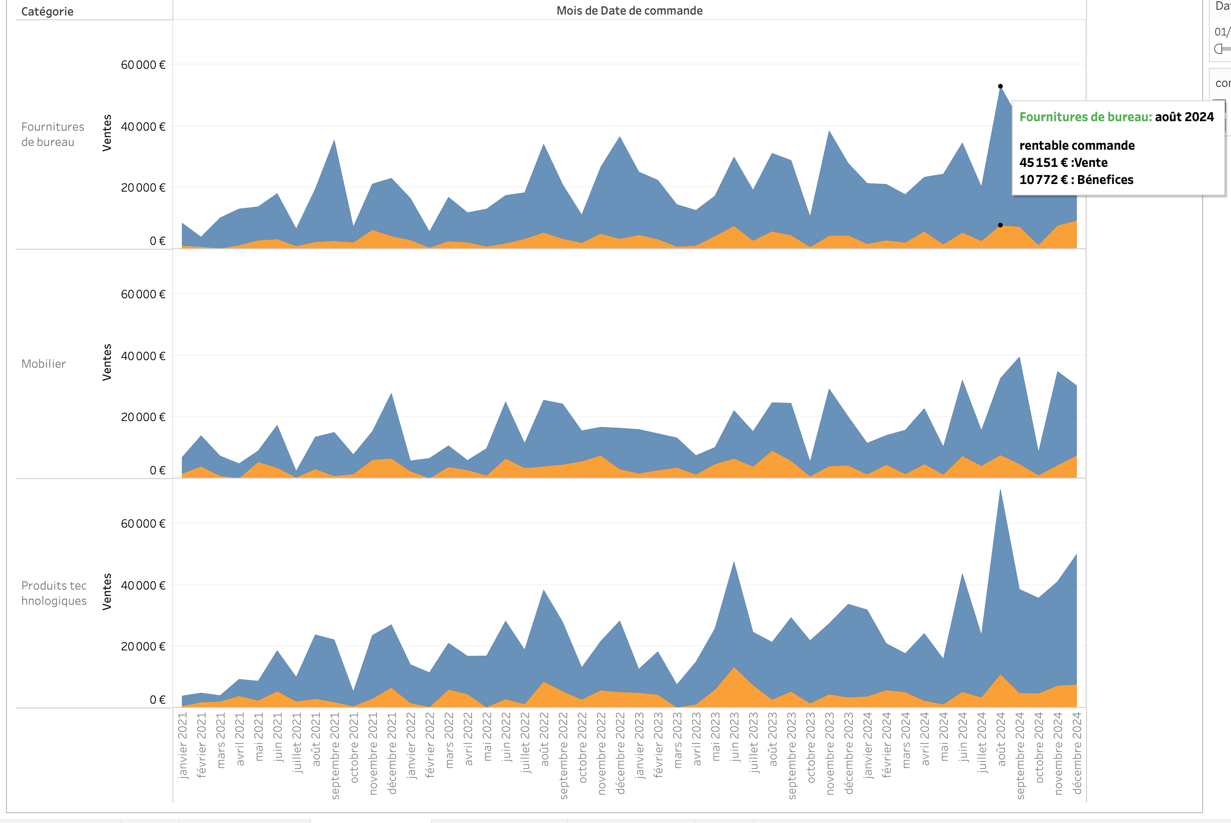 Catégorie
Mois de Date de commande
Fournitures
de bureau
Ventes
60 000 €
40 000 €
20 000 €
0 €
Fournitures de bureau: août 2024
rentable commande
45 151 € :Vente
10 772 € : Bénefices
Mobilier
Ventes
60 000 €
40 000 €
20 000 €
0 €
Produits tec
hnologiques
Ventes
60 000 €
40 000 €
20 000 €
0 €
janvier 2021
février 2021
mars 2021
avril 2021
mai 2021
juin 2021
juillet 2021
août 2021
septembre 2021
octobre 2021
novembre 2021
décembre 2021
janvier 2022
février 2022
mars 2022
avril 2022
mai 2022
juin 2022
juillet 2022
août 2022
septembre 2022
octobre 2022
novembre 2022
décembre 2022
janvier 2023
février 2023
mars 2023
avril 2023
mai 2023
juin 2023
juillet 2023
août 2023
septembre 2023
octobre 2023
novembre 2023
décembre 2023
janvier 2024
février 2024
mars 2024
avril 2024
mai 2024
juin 2024
juillet 2024
août 2024
septembre 2024
octobre 2024
novembre 2024
décembre 2024